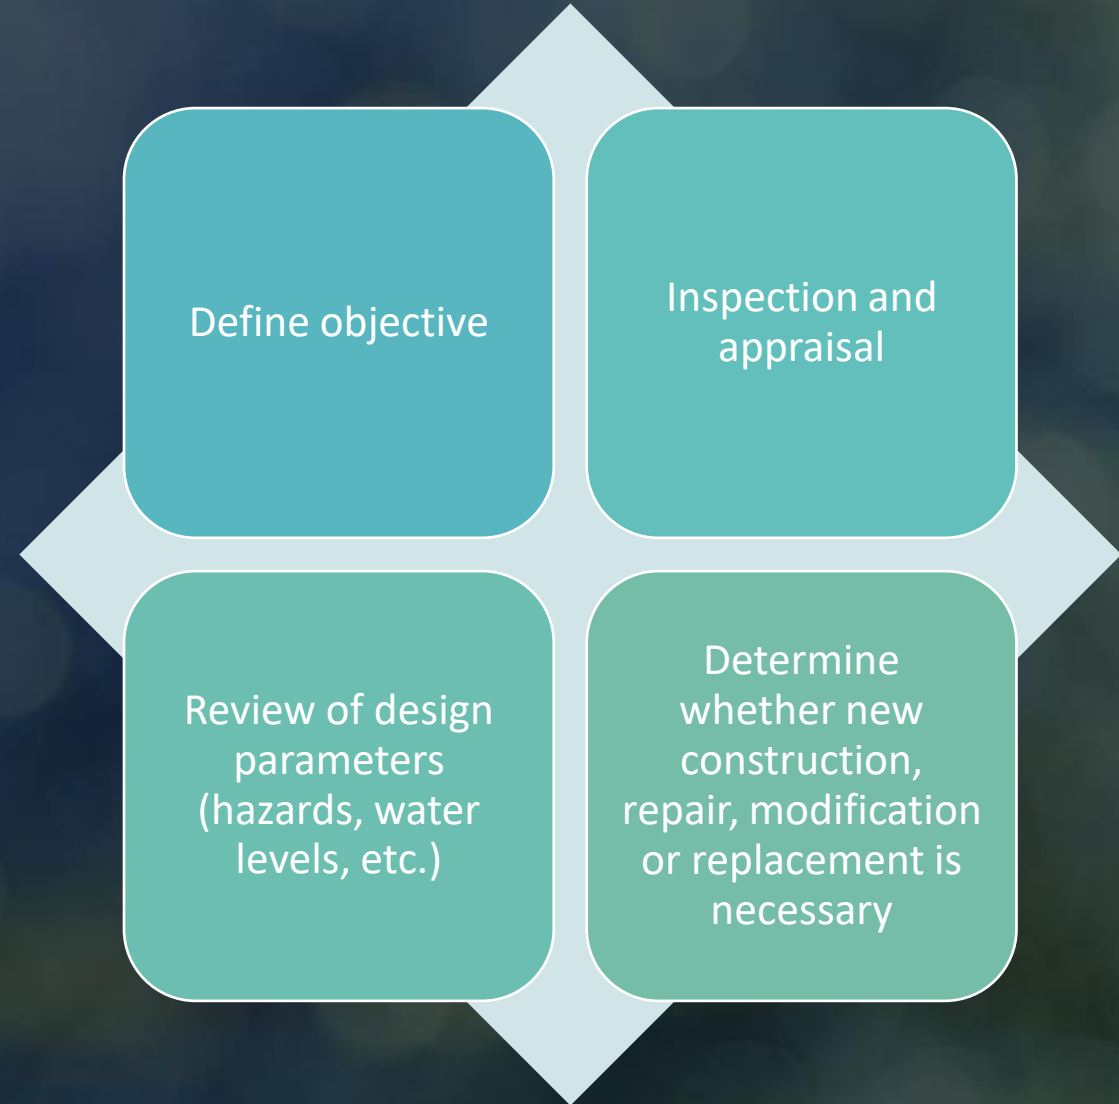 Define objective
Inspection and
appraisal
Review of design
parameters
(hazards, water
levels, etc.)
Determine
whether new
construction,
repair, modification
or replacement is
necessary